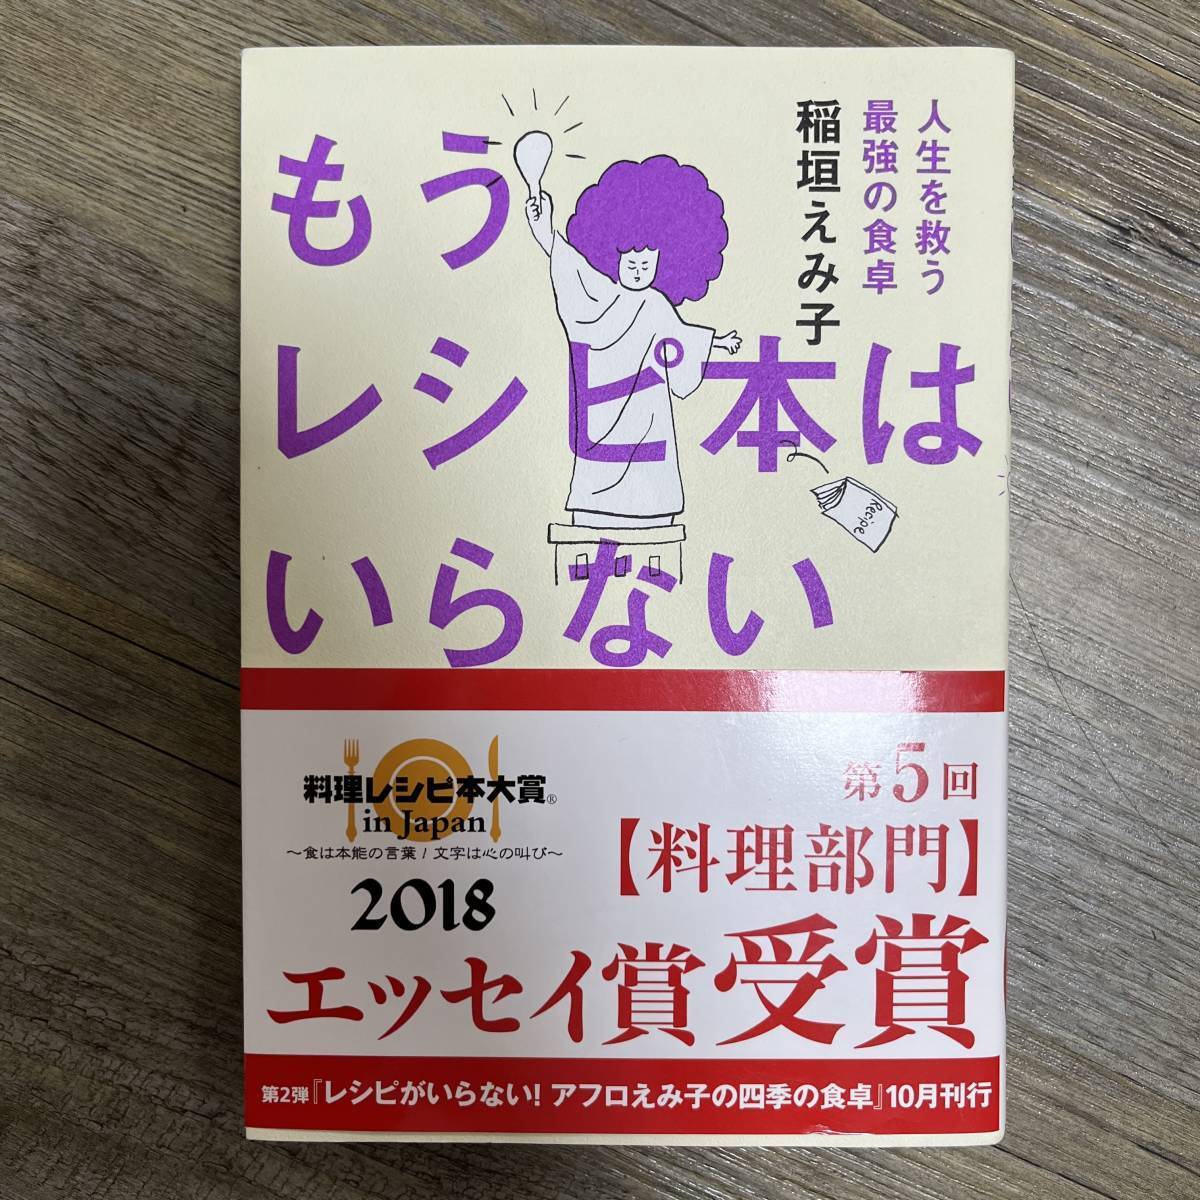 人生を救う
最強の食卓
稲垣えみ子
もう
レシピ本は
いらない
Recipe
料理レシピ本大賞®
in Japan
～食は本能の言葉/文字は心の叫び～
2018
第5回
【料理部門】
エッセイ賞受賞
第2弾『レシピがいらない! アフロえみ子の四季の食卓』10月刊行